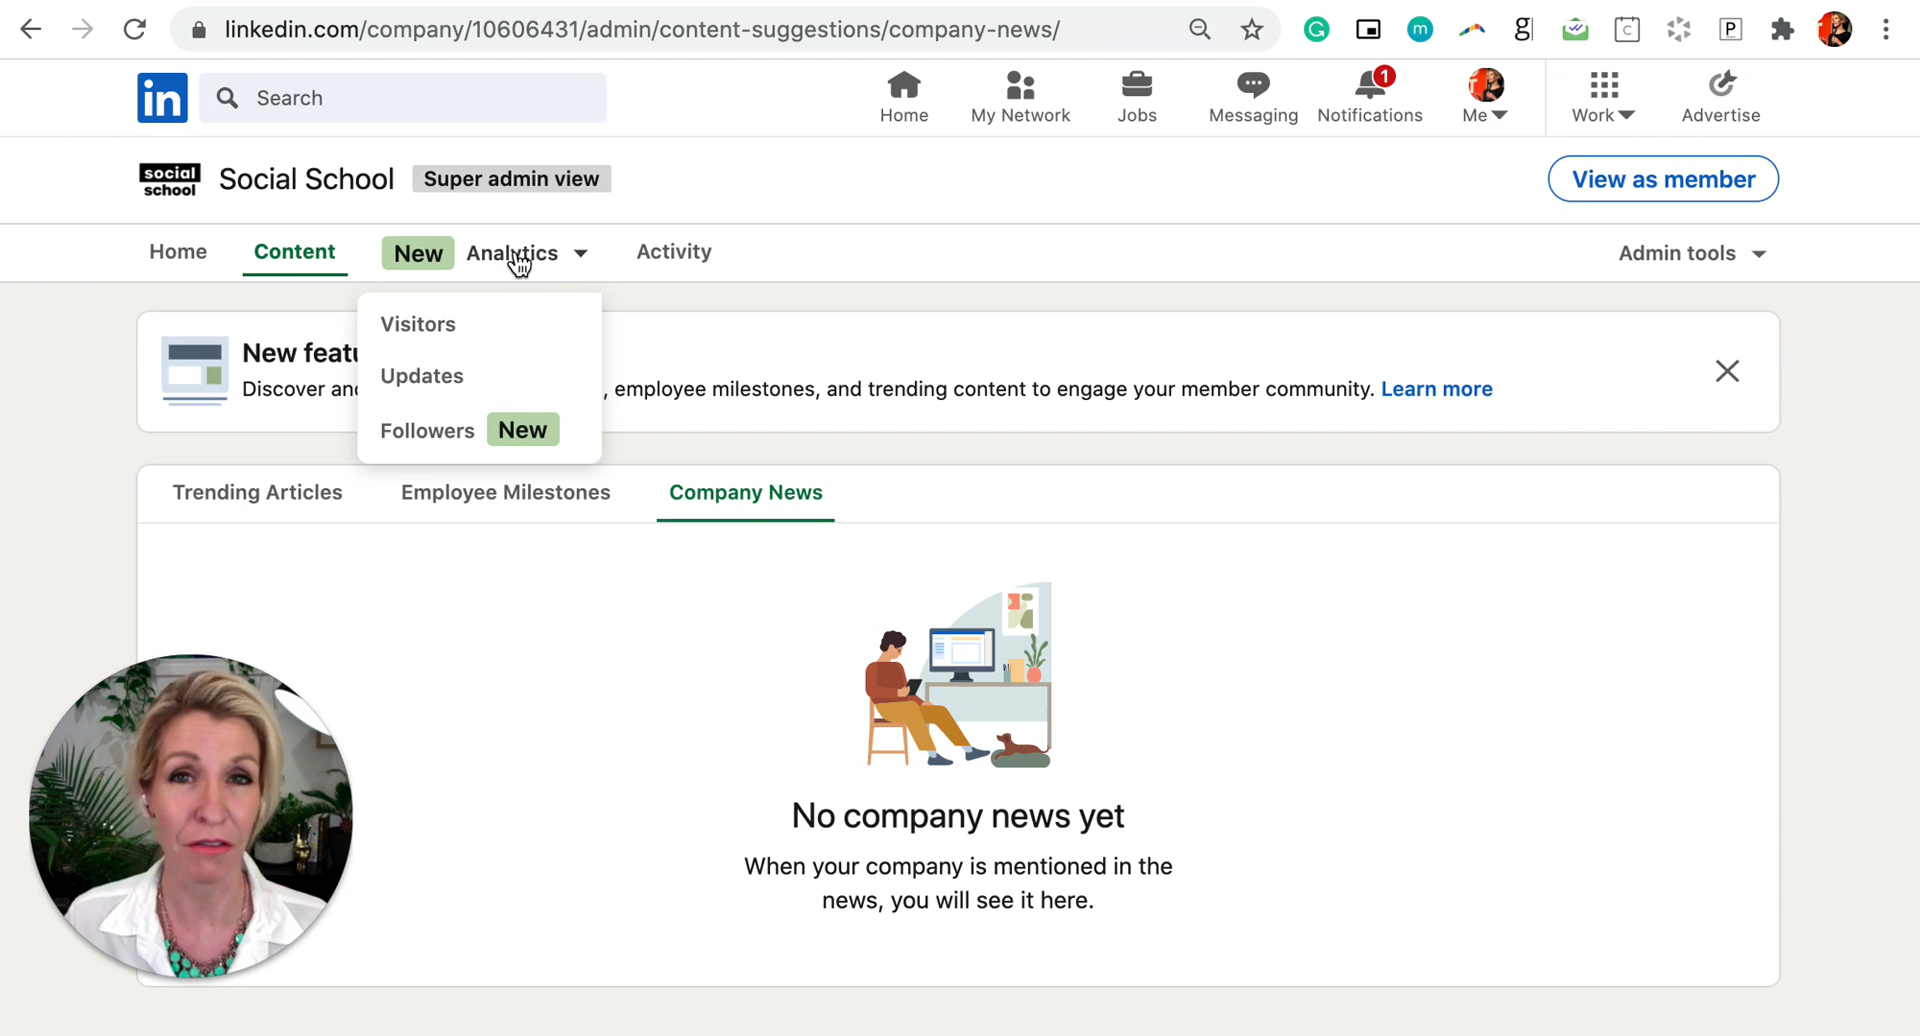 linkedin.com/company/10606431/admin/content-suggestions/company-news/
in
Search
Home
My Network
Jobs
Messaging
1
Notifications
Me
Work
Advertise
social
school
Social School
Super admin view
View as member
Home
Content
New
Analytics
Activity
Admin tools
Visitors
Updates
Followers New
New featu
Discover an
, employee milestones, and trending content to engage your member community. Learn more
Trending Articles
Employee Milestones
Company News
No company news yet
When your company is mentioned in the
news, you will see it here.